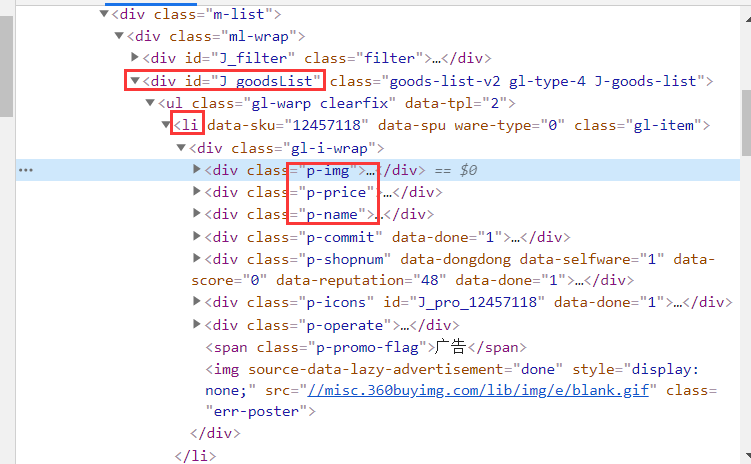 ▼<div class="m-list">
▼<div class="ml-wrap">
▶<div id="J_filter" class="filter">…</div>
▼<div id="J_goodsList" class="goods-list-v2 gl-type-4 J-goods-list">
▼<ul class="gl-warp clearfix" data-tpl="2">
▼<li data-sku="12457118" data-spu ware-type="0" class="gl-item">
▼<div class="gl-i-wrap">
… ▶<div class="p-img">…</div> == $0
▶<div class="p-price">…</div>
▶<div class="p-name">…</div>
▶<div class="p-commit" data-done="1">…</div>
▶<div class="p-shopnum" data-dongdong data-selfware="1" data-
score="0" data-reputation="48" data-done="1">…</div>
▶<div class="p-icons" id="J_pro_12457118" data-done="1">…</div>
▶<div class="p-operate">…</div>
<span class="p-promo-flag">广告</span>
<img source-data-lazy-advertisement="done" style="display:
none;" src="//misc.360buyimg.com/lib/img/e/blank.gif" class=
"err-poster">
</div>
</li>